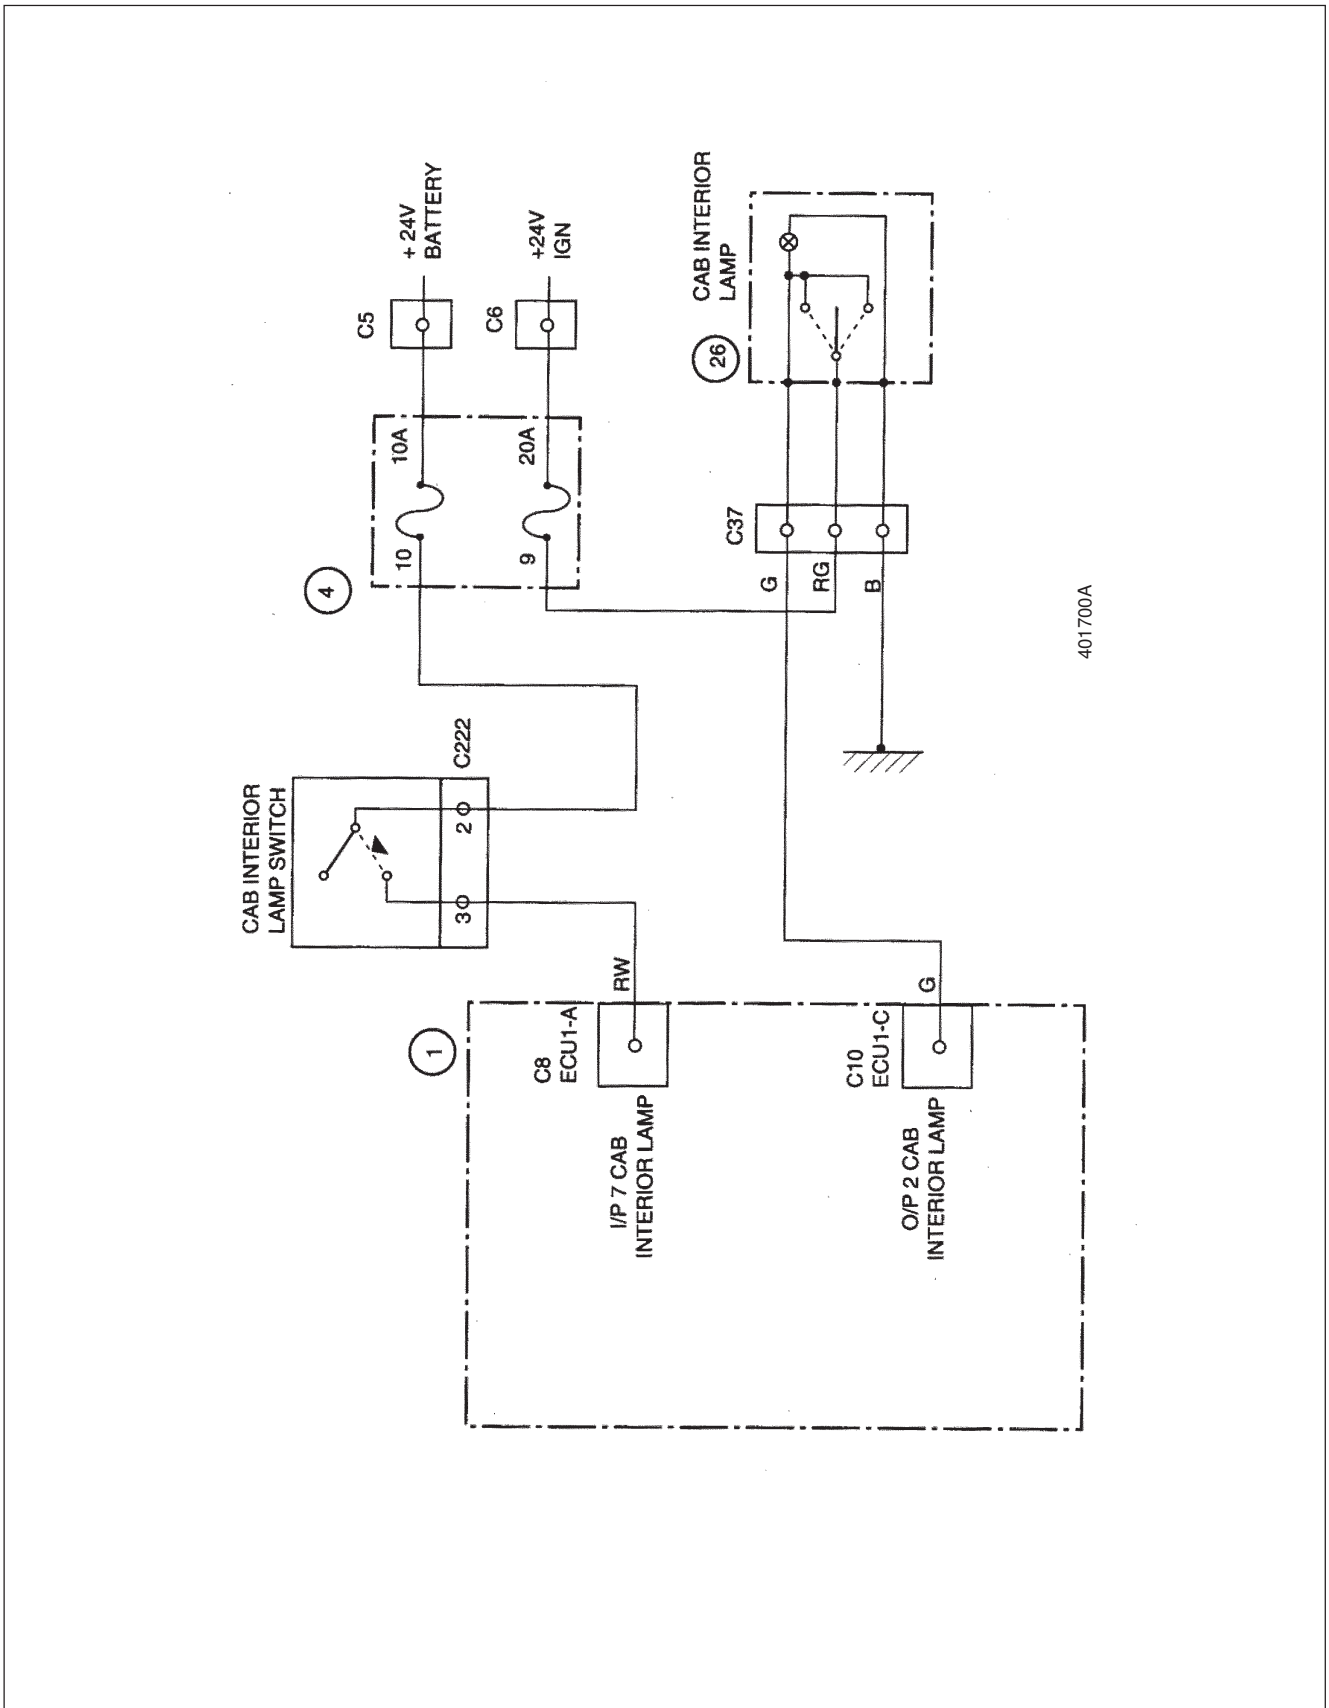 CAB INTERIOR
LAMP SWITCH
3
2
C222
4
10
10A
9
20A
C5
+ 24V
BATTERY
C6
+24V
IGN
1
C8
ECU1-A
RW
I/P 7 CAB
INTERIOR LAMP
C10
ECU1-C
G
O/P 2 CAB
INTERIOR LAMP
C37
G
RG
B
26
CAB INTERIOR
LAMP
401700A